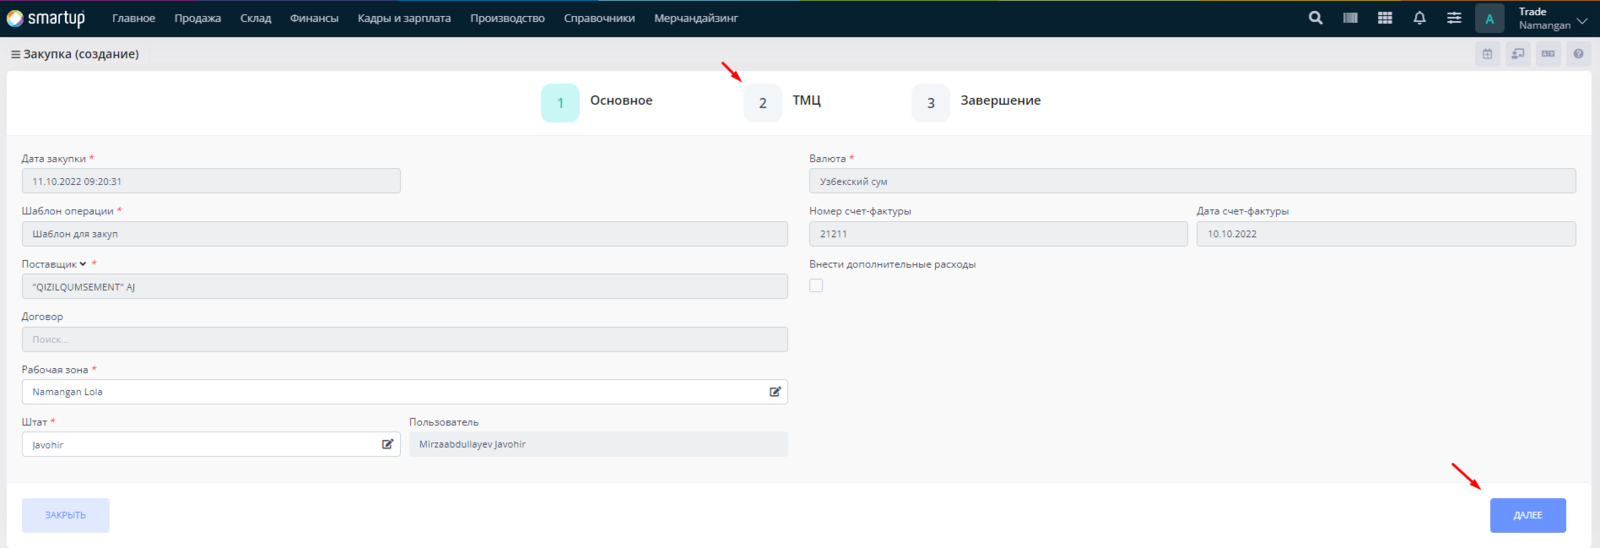 smartup Главное Продажа Склад Финансы Кадры и зарплата Производство Справочники Мерчандайзинг A Trade
Namangan
Закупка (создание)
1 Основное 2 ТМЦ 3 Завершение
Дата закупки * Валюта *
11.10.2022 09:20:31 Узбекский сум
Шаблон операции * Номер счет-фактуры Дата счет-фактуры
Шаблон для закуп 21211 10.10.2022
Поставщик * Внести дополнительные расходы
"QIZILQUMSEMENT" AJ
Договор
Поиск...
Рабочая зона *
Namangan Lola
Штат * Пользователь
Javohir Mirzaabdullayev Javohir
ЗАКРЫТЬ ДАЛЕЕ